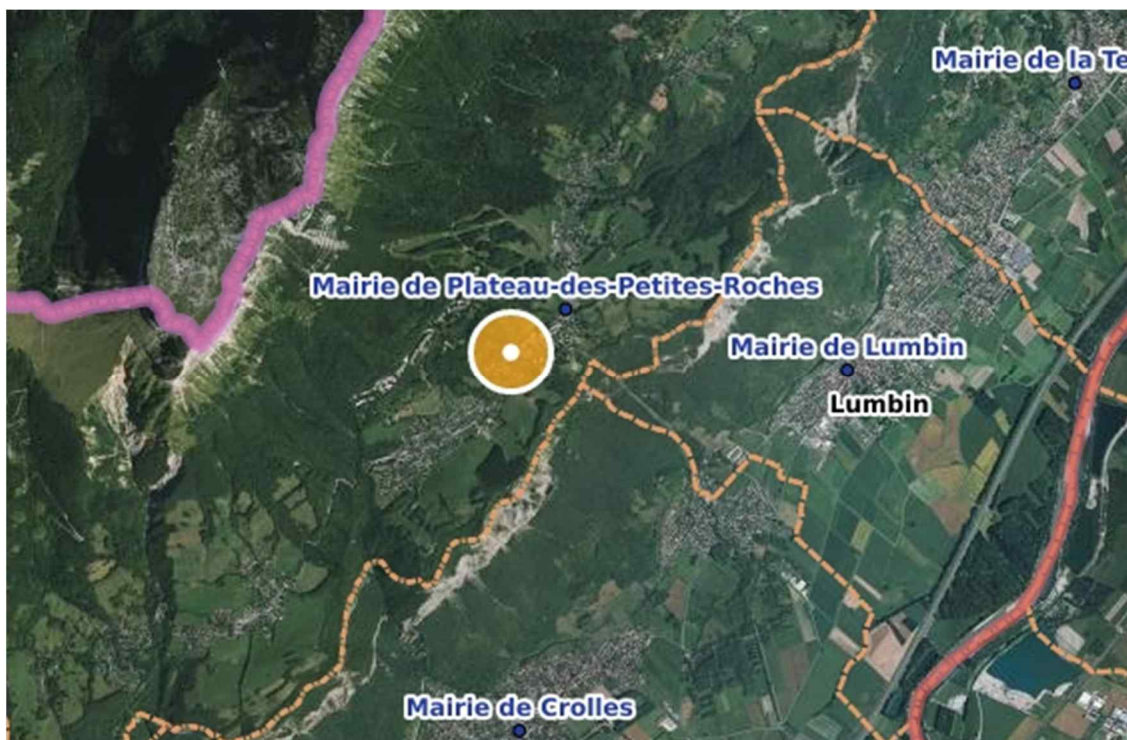 Mairie de la Te
Mairie de Plateau-des-Petites-Roches
Mairie de Lumbin
Lumbin
Mairie de Crolles